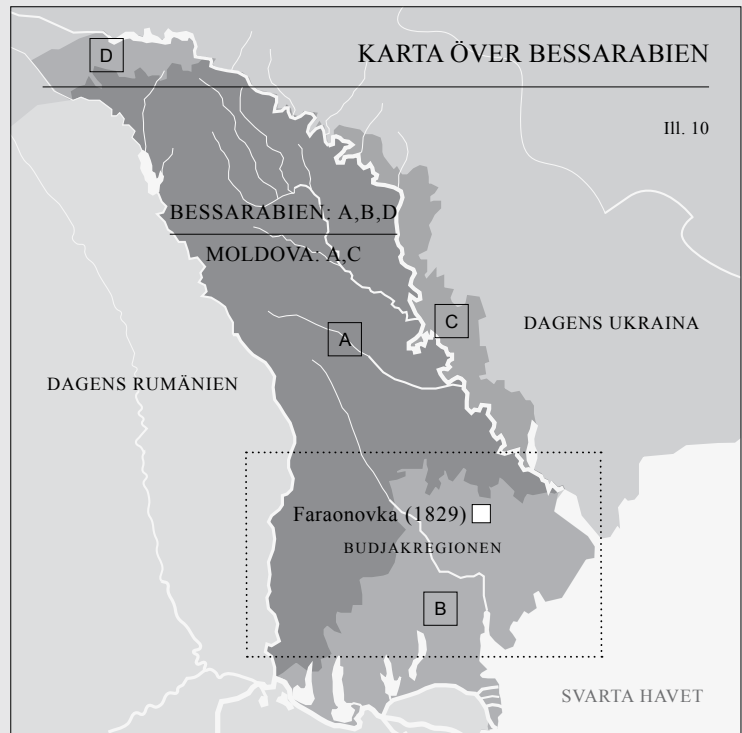 D
KARTA ÖVER BESSARABIEN
Ill. 10
BESSARABIEN: A,B,D
MOLDOVA: A,C
C
DAGENS UKRAINA
A
DAGENS RUMÄNIEN
Faraonovka (1829)
BUDJAKREGIONEN
B
SVARTA HAVET